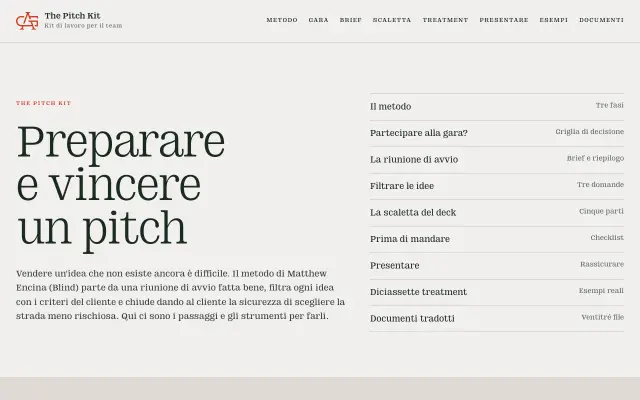 The Pitch Kit
Kit di lavoro per il team
METODO GARA BRIEF SCALETTA TREATMENT PRESENTARE ESEMPI DOCUMENTI
THE PITCH KIT
Preparare
e vincere
un pitch
Vendere un'idea che non esiste ancora è difficile. Il metodo di Matthew
Encina (Blind) parte da una riunione di avvio fatta bene, filtra ogni idea
con i criteri del cliente e chiude dando al cliente la sicurezza di scegliere la
strada meno rischiosa. Qui ci sono i passaggi e gli strumenti per farli.
Il metodo Tre fasi
Partecipare alla gara? Griglia di decisione
La riunione di avvio Brief e riepilogo
Filtrare le idee Tre domande
La scaletta del deck Cinque parti
Prima di mandare Checklist
Presentare Rassicurare
Diciassette treatment Esempi reali
Documenti tradotti Ventitré file